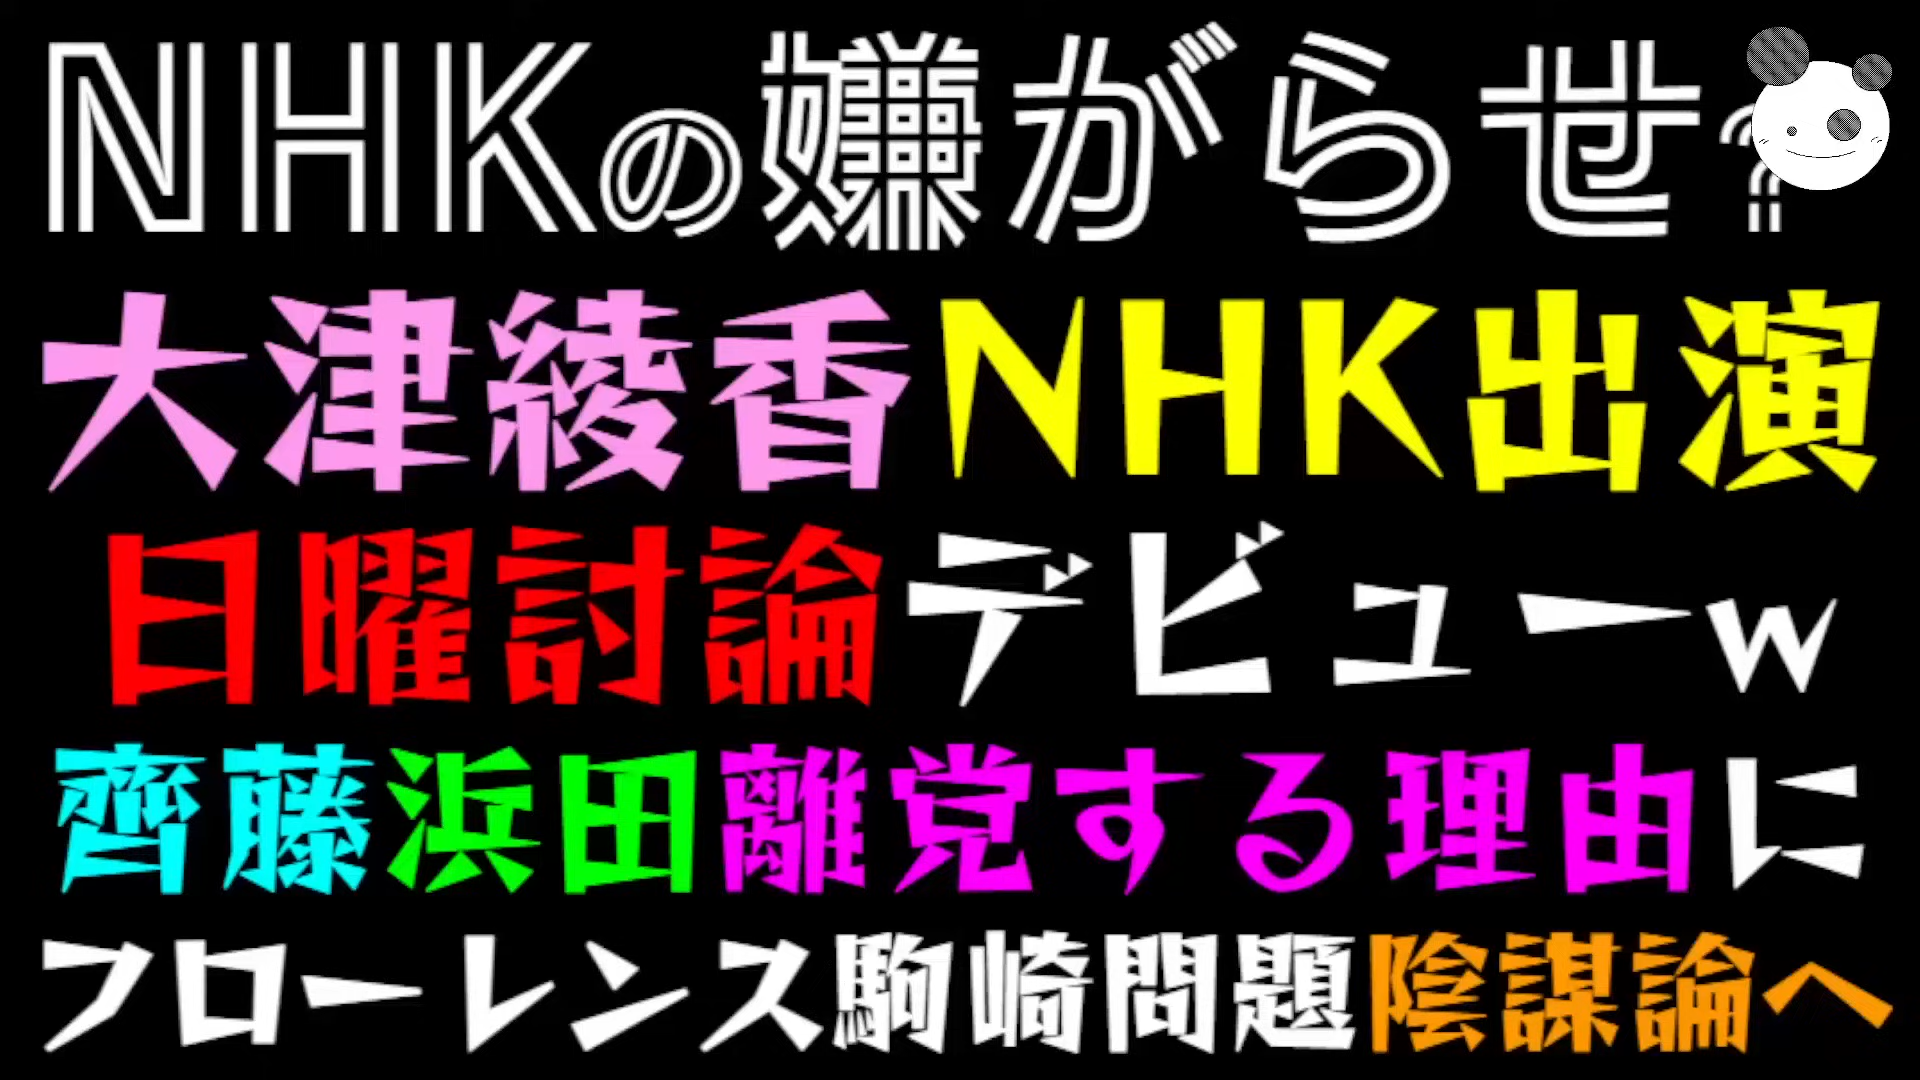 NHKの嫌がらせ?
大津綾香NHK出演
日曜討論デビューw
齊藤浜田離党する理由に
フローレンス駒崎問題陰謀論へ